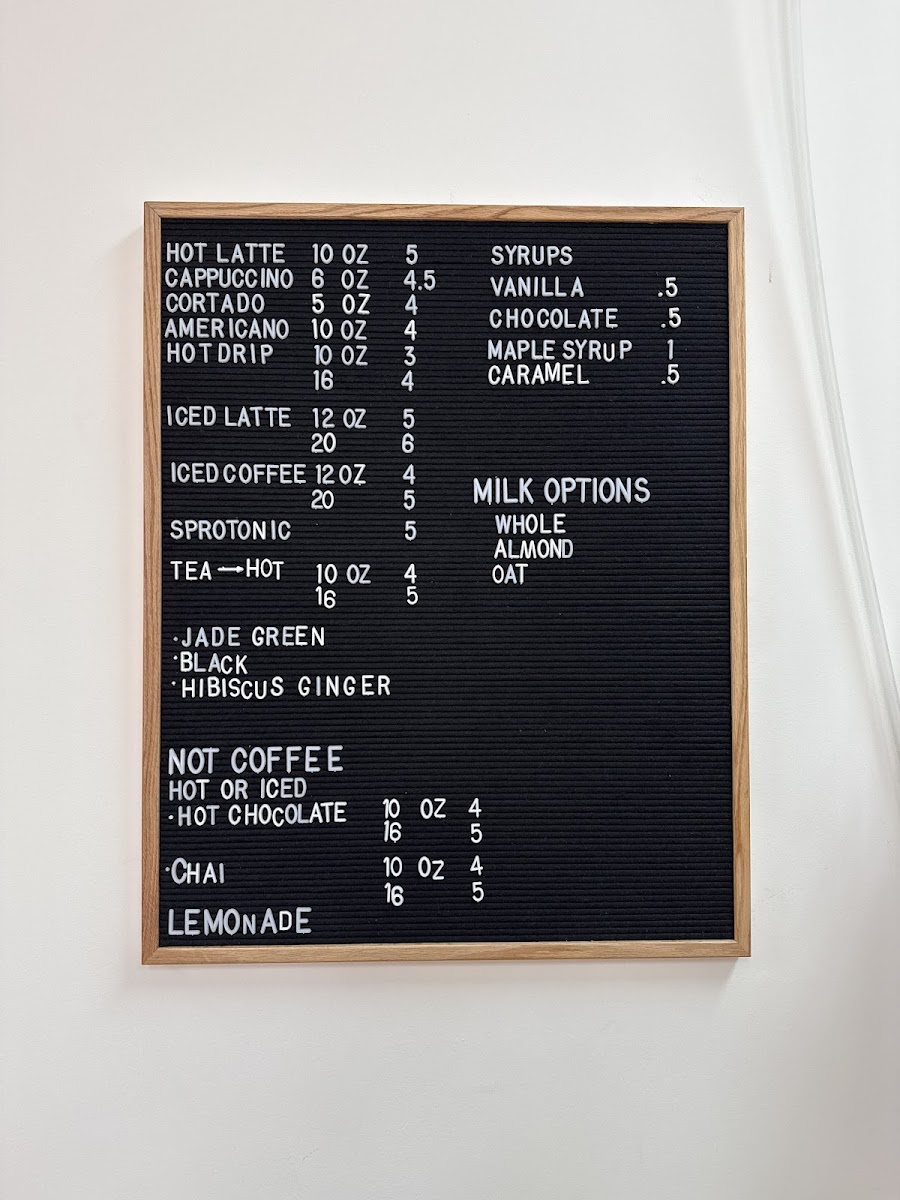 HOT LATTE 10 OZ 5
CAPPUCCINO 6 OZ 4.5
CORTADO 5 OZ 4
AMERICANO 10 OZ 4
HOT DRIP 10 OZ 3
16 4
ICED LATTE 12 OZ 5
20 6
ICED COFFEE 12 OZ 4
20 5
SPROTONIC 5
TEA → HOT 10 OZ 4
16 5
·JADE GREEN
·BLACK
·HIBISCUS GINGER
NOT COFFEE
HOT OR ICED
·HOT CHOCOLATE 10 OZ 4
16 5
·CHAI 10 OZ 4
16 5
LEMONADE
SYRUPS
VANILLA .5
CHOCOLATE .5
MAPLE SYRUP 1
CARAMEL .5
MILK OPTIONS
WHOLE
ALMOND
OAT